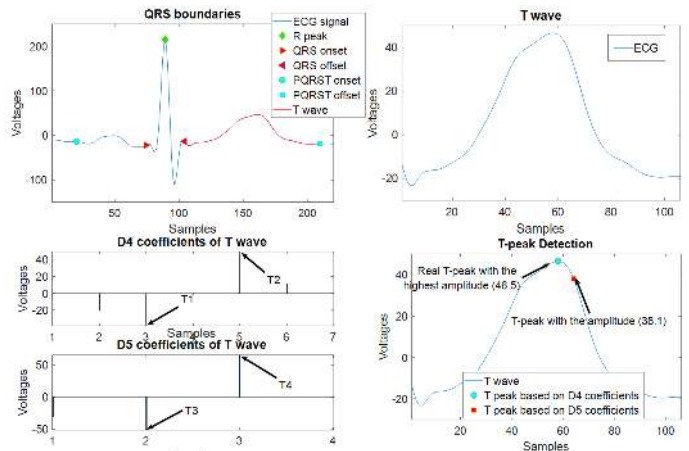 QRS boundaries
ECG signal
R peak
QRS onset
QRS offset
PQRST onset
PQRST offset
T wave
200
100
0
-100
Voltages
50
100
150
200
Samples
T wave
ECG
40
20
0
-20
Voltages
20
40
60
80
100
Samples
D4 coefficients of T wave
40
20
0
-20
Voltages
T1
T2
1
2
3
4
5
6
7
Samples
D5 coefficients of T wave
50
0
-50
Voltages
T3
T4
1
2
3
4
T-peak Detection
Real T-peak with the
highest amplitude (46.5)
T-peak with the amplitude (38.1)
T wave
T peak based on D4 coefficients
T peak based on D5 coefficients
40
20
0
-20
Voltages
20
40
60
80
100
Samples